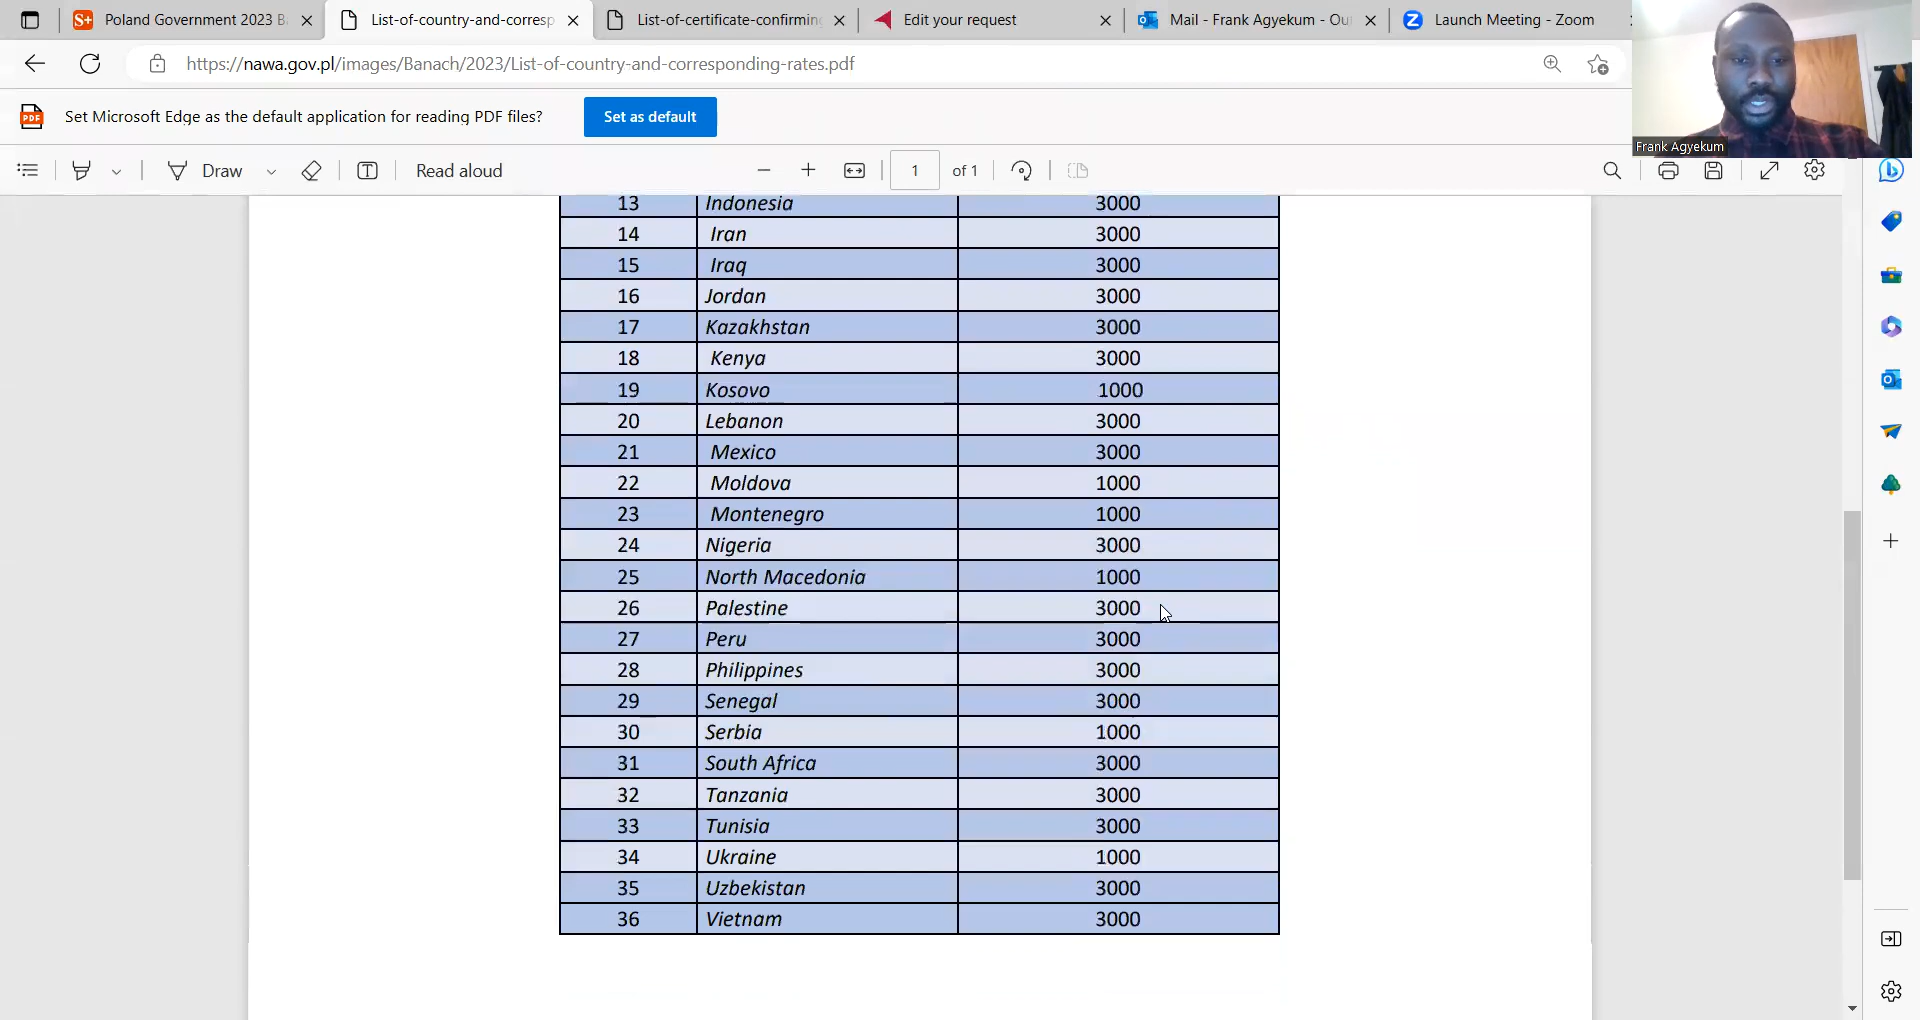 Poland Government 2023 B
List-of-country-and-corresp
List-of-certificate-confirmin
Edit your request
Mail - Frank Agyekum - Ou
Launch Meeting - Zoom
https://nawa.gov.pl/images/Banach/2023/List-of-country-and-corresponding-rates.pdf
PDF Set Microsoft Edge as the default application for reading PDF files? Set as default
Frank Agyekum
Draw Read aloud 1 of 1
13 Indonesia 3000
14 Iran 3000
15 Iraq 3000
16 Jordan 3000
17 Kazakhstan 3000
18 Kenya 3000
19 Kosovo 1000
20 Lebanon 3000
21 Mexico 3000
22 Moldova 1000
23 Montenegro 1000
24 Nigeria 3000
25 North Macedonia 1000
26 Palestine 3000
27 Peru 3000
28 Philippines 3000
29 Senegal 3000
30 Serbia 1000
31 South Africa 3000
32 Tanzania 3000
33 Tunisia 3000
34 Ukraine 1000
35 Uzbekistan 3000
36 Vietnam 3000